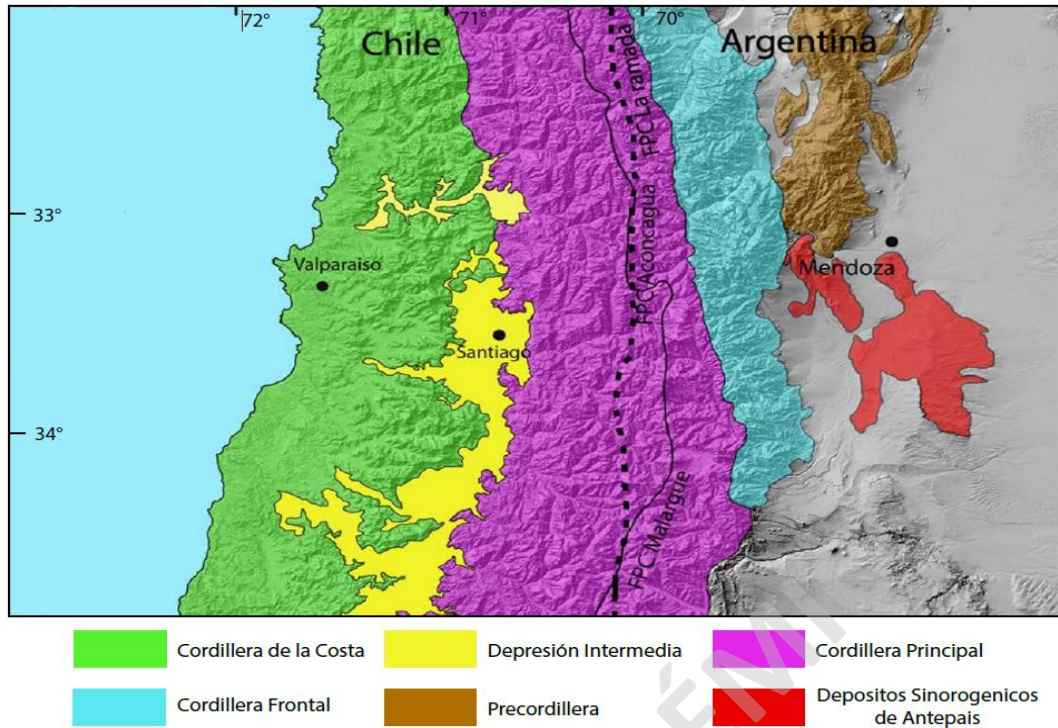 72° 71° 70°
Chile
Argentina
FPC La ramada
33°
FPC Aconcagua
Valparaiso
Mendoza
Santiago
34°
FPC Malargue
Cordillera de la Costa
Depresión Intermedia
Cordillera Principal
Cordillera Frontal
Precordillera
Depositos Sinorogenicos
de Antepais